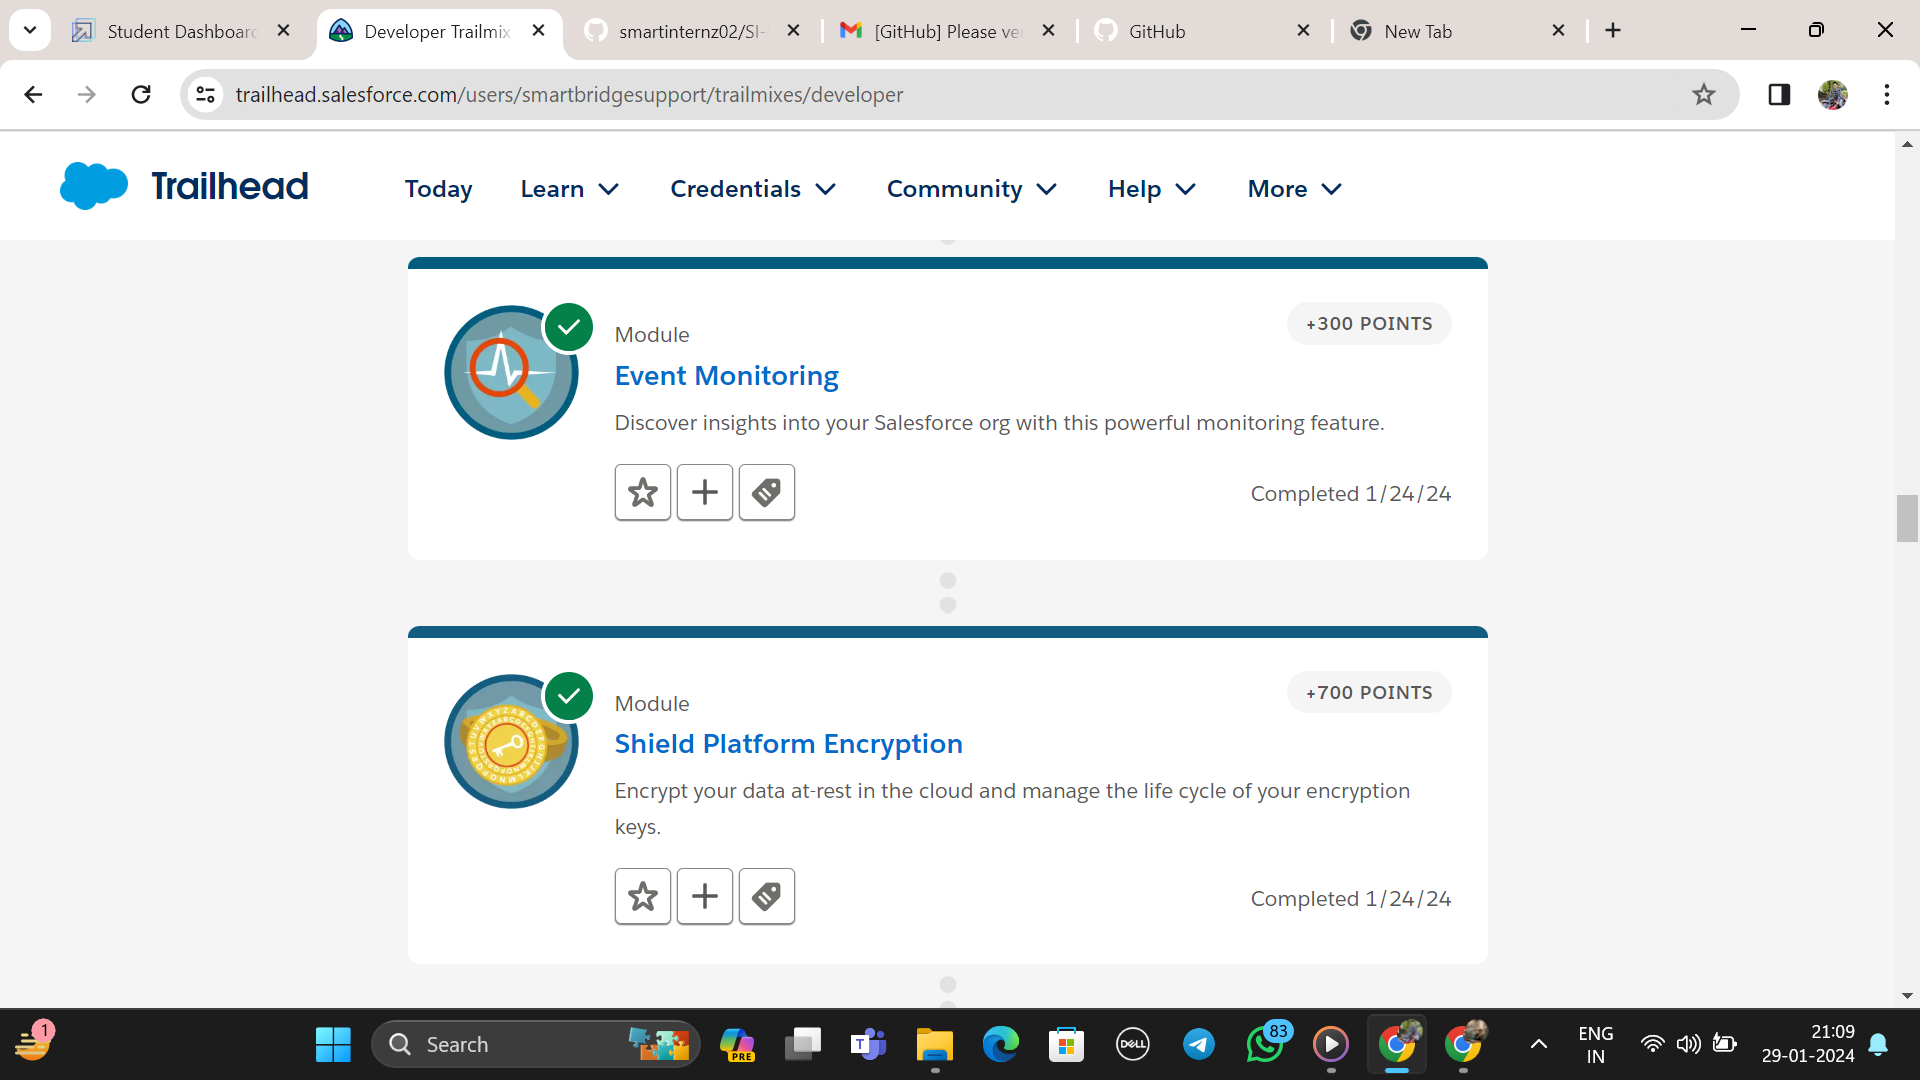 Student Dashboard
Developer Trailmix
smartinternz02/SI-
[GitHub] Please ve
GitHub
New Tab
trailhead.salesforce.com/users/smartbridgesupport/trailmixes/developer
Trailhead
Today
Learn
Credentials
Community
Help
More
+300 POINTS
Module
Event Monitoring
Discover insights into your Salesforce org with this powerful monitoring feature.
Completed 1/24/24
+700 POINTS
Module
Shield Platform Encryption
Encrypt your data at-rest in the cloud and manage the life cycle of your encryption
keys.
Completed 1/24/24
1
Search
PRE
T
DELL
83
ENG
IN
21:09
29-01-2024